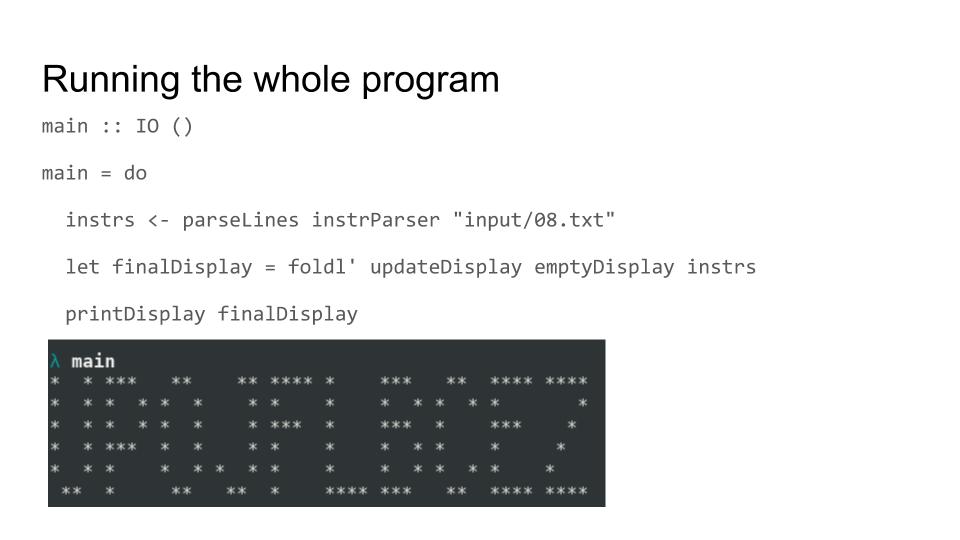 Running the whole program
main :: IO ()
main = do
instrs <- parseLines instrParser "input/08.txt"
let finalDisplay = foldl' updateDisplay emptyDisplay instrs
printDisplay finalDisplay
λ main
*  * ***   **    ** **** *    ***   **  **** ****
*  * *  * *  *    * *    *    *  * *  * *       *
*  * *  * *  *    * ***  *    ***  *    ***    *
*  * ***  *  *    * *    *    *  * *    *     *
*  * *    *  * *  * *    *    *  * *  * *    *
 **  *     **   **  *    **** ***   **  **** ****